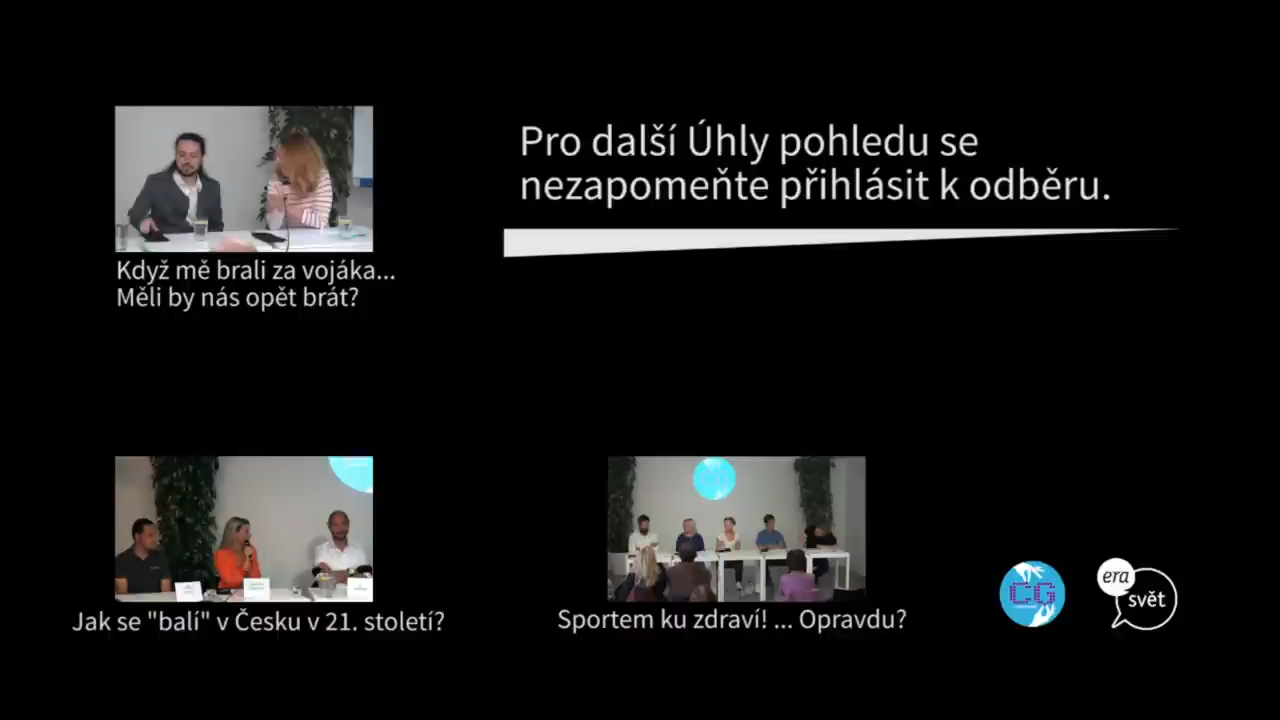 Pro další Úhly pohledu se
nezapomeňte přihlásit k odběru.
Když mě brali za vojáka...
Měli by nás opět brát?
Jak se "balí" v Česku v 21. století?
Sportem ku zdraví! ... Opravdu?
CG
era
svět